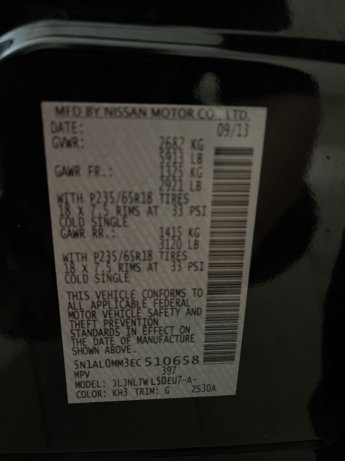 MFD BY NISSAN MOTOR CO., LTD.
DATE: 09/13
GVWR: 2682 KG
5913 LB
GAWR FR.: 1325 KG
2921 LB
WITH P235/65R18 TIRES
18 X 7.5 RIMS AT 33 PSI
COLD SINGLE
GAWR RR.: 1415 KG
3120 LB
WITH P235/65R18 TIRES
18 X 7.5 RIMS AT 33 PSI
COLD SINGLE
THIS VEHICLE CONFORMS TO
ALL APPLICABLE FEDERAL
MOTOR VEHICLE SAFETY AND
THEFT PREVENTION
STANDARDS IN EFFECT ON
THE DATE OF MANUFACTURE
SHOWN ABOVE.
5N1AL0MM3EC510658
MPV 397
MODEL: JLJNLTWL50EU7-A-
COLOR: KH3 TRIM: G ZS30A